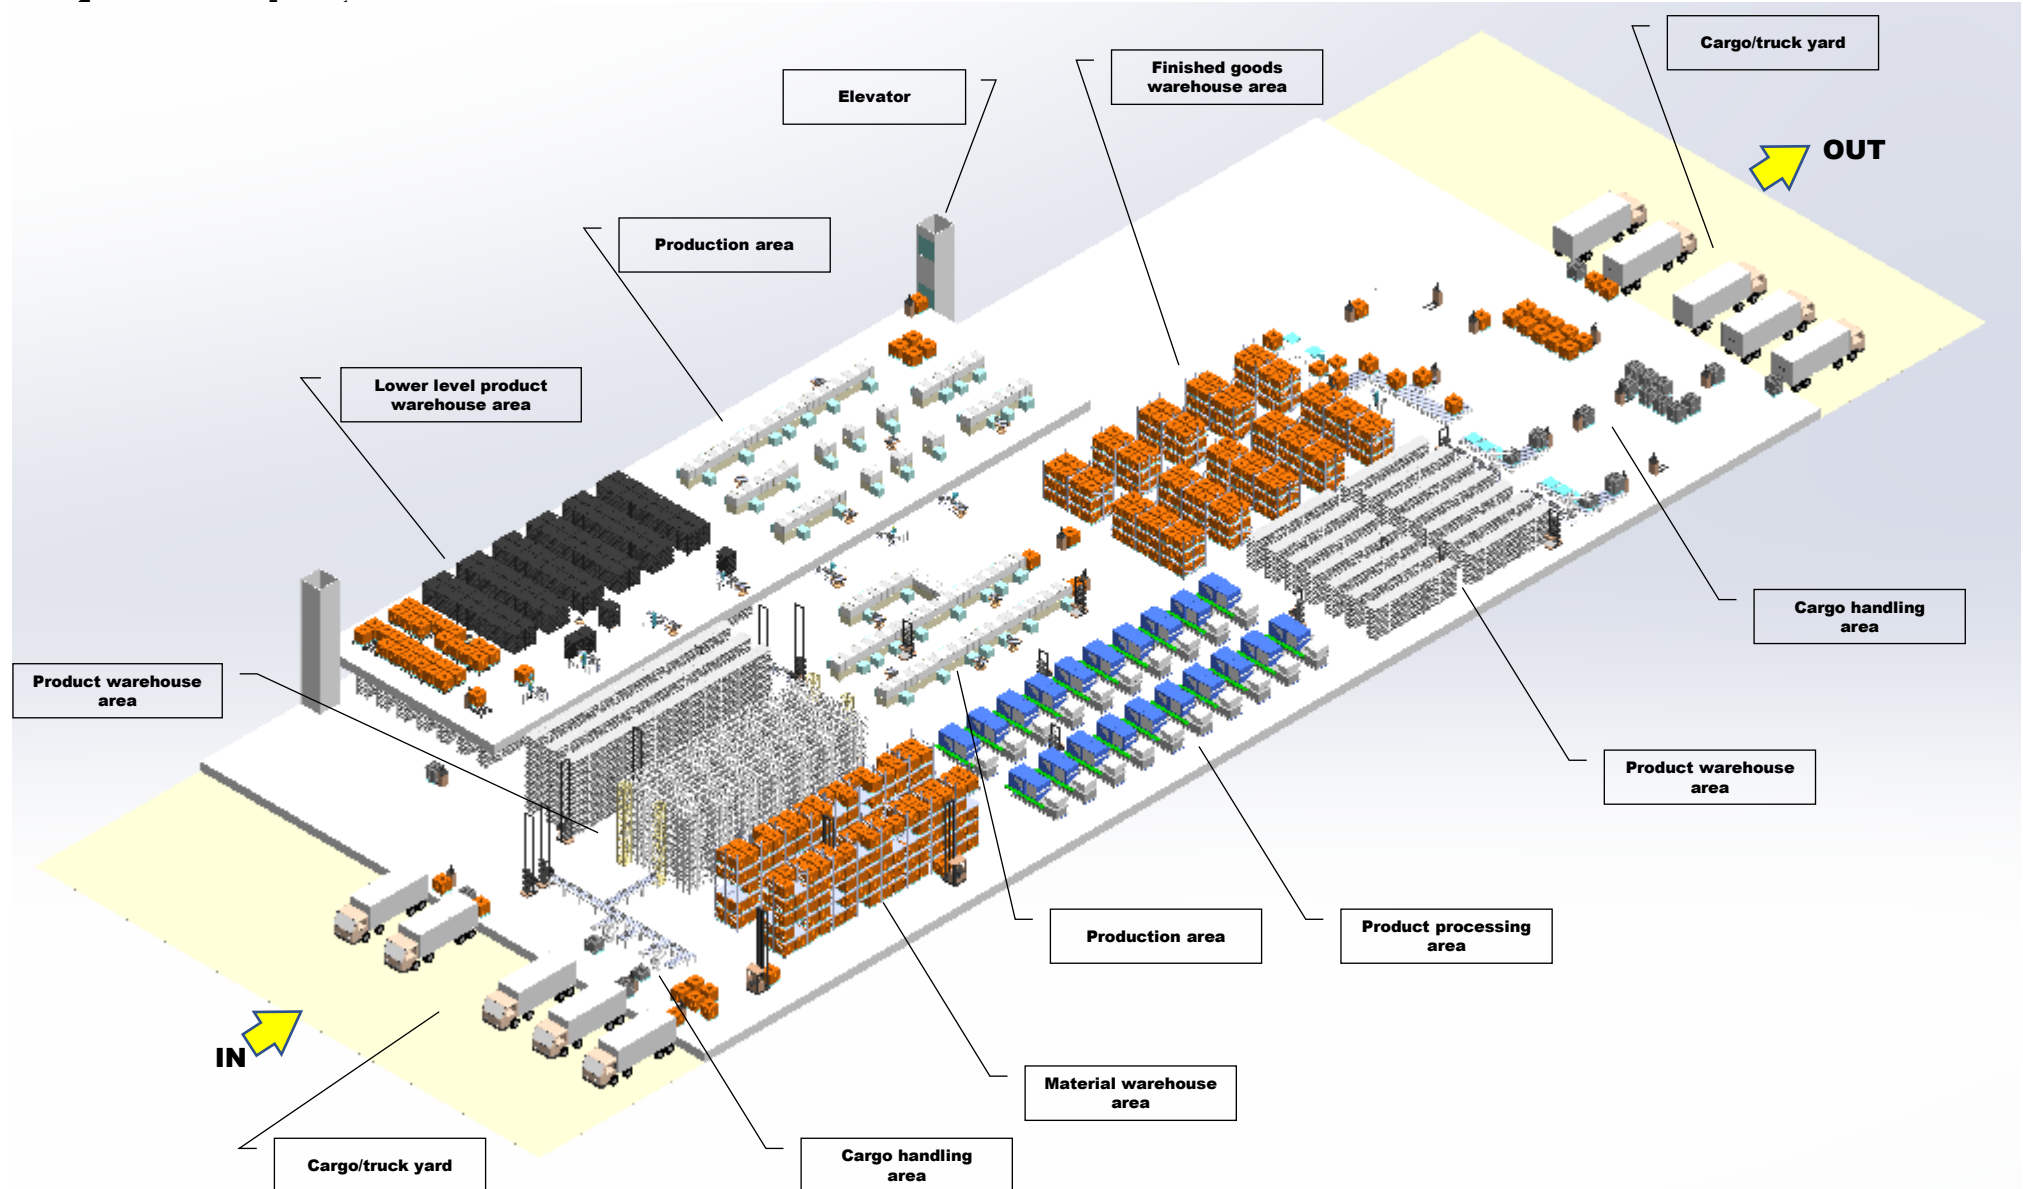 Cargo/truck yard
Finished goods
warehouse area
Elevator
OUT
Production area
Lower level product
warehouse area
Cargo handling
area
Product warehouse
area
Product warehouse
area
Production area
Product processing
area
IN
Material warehouse
area
Cargo/truck yard
Cargo handling
area